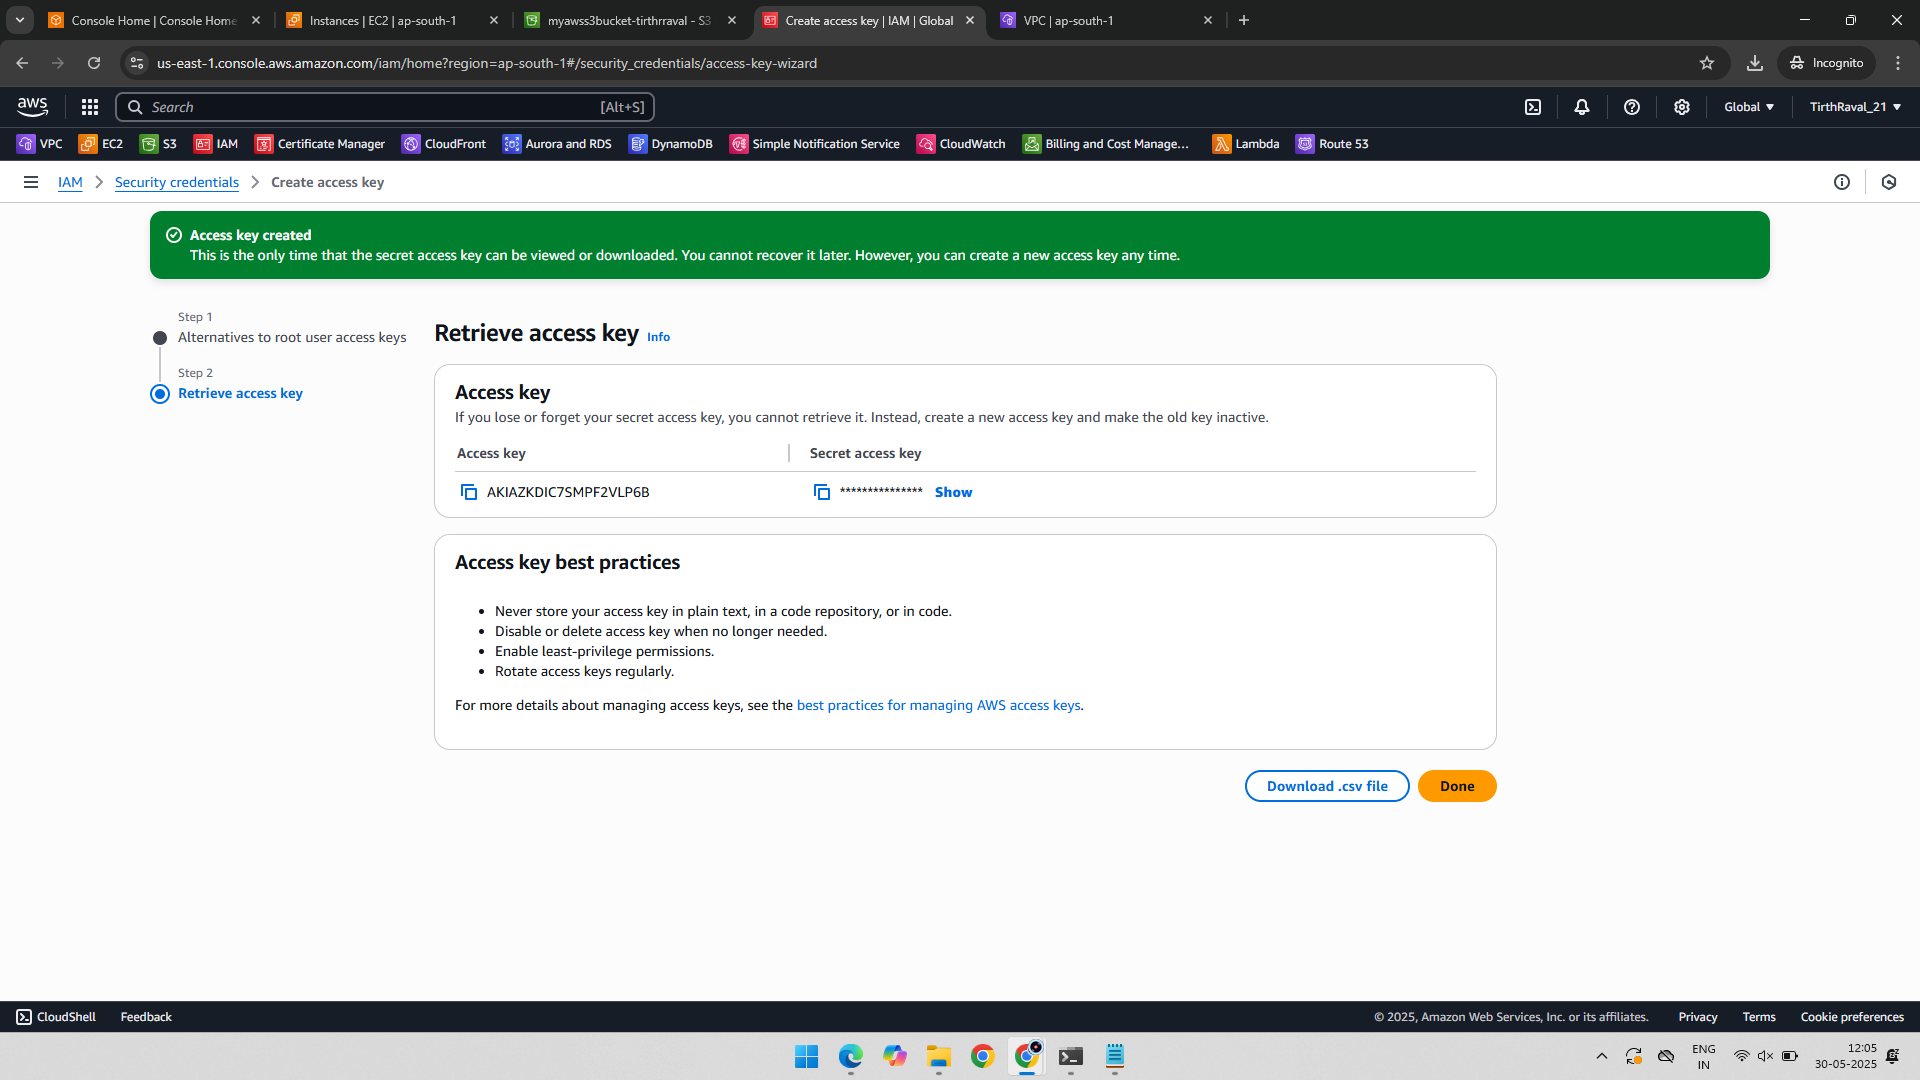 Console Home | Console Home
Instances | EC2 | ap-south-1
myawss3bucket-tirthrraval - S3
Create access key | IAM | Global
VPC | ap-south-1
us-east-1.console.aws.amazon.com/iam/home?region=ap-south-1#/security_credentials/access-key-wizard
Incognito
aws
Search
[Alt+S]
Global
TirthRaval_21
VPC
EC2
S3
IAM
Certificate Manager
CloudFront
Aurora and RDS
DynamoDB
Simple Notification Service
CloudWatch
Billing and Cost Manage...
Lambda
Route 53
IAM
Security credentials
Create access key
Access key created
This is the only time that the secret access key can be viewed or downloaded. You cannot recover it later. However, you can create a new access key any time.
Step 1
Alternatives to root user access keys
Step 2
Retrieve access key
Retrieve access key Info
Access key
If you lose or forget your secret access key, you cannot retrieve it. Instead, create a new access key and make the old key inactive.
Access key
Secret access key
AKIAZKDIC7SMPF2VLP6B
*************** Show
Access key best practices
• Never store your access key in plain text, in a code repository, or in code.
• Disable or delete access key when no longer needed.
• Enable least-privilege permissions.
• Rotate access keys regularly.
For more details about managing access keys, see the best practices for managing AWS access keys.
Download .csv file
Done
CloudShell
Feedback
© 2025, Amazon Web Services, Inc. or its affiliates.
Privacy
Terms
Cookie preferences
ENG
IN
12:05
30-05-2025